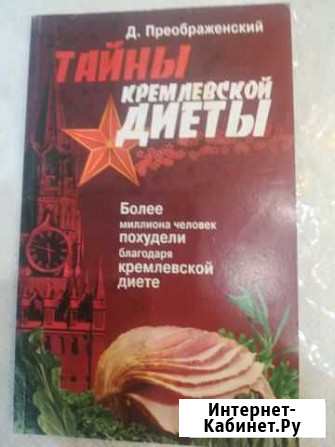 Д. Преображенский
ТАЙНЫ
КРЕМЛЕВСКОЙ
ДИЕТЫ
Более
миллиона человек
похудели
благодаря
кремлевской
диете
Интернет-
Кабинет.Ру